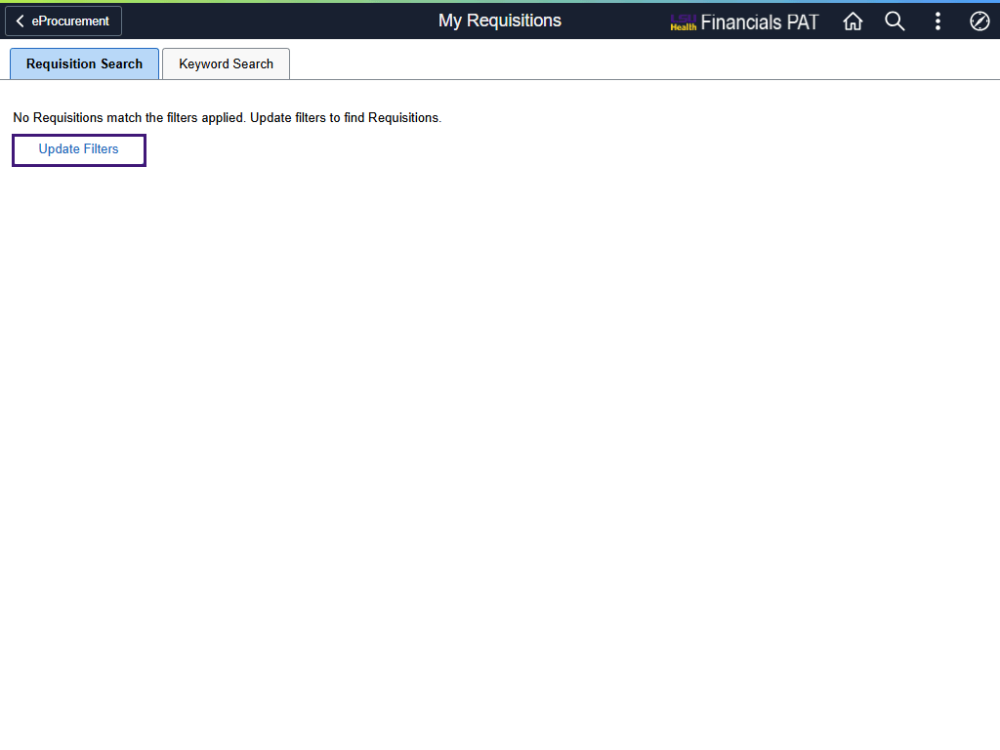 eProcurement
My Requisitions
LSU Health Financials PAT
Requisition Search
Keyword Search
No Requisitions match the filters applied. Update filters to find Requisitions.
Update Filters